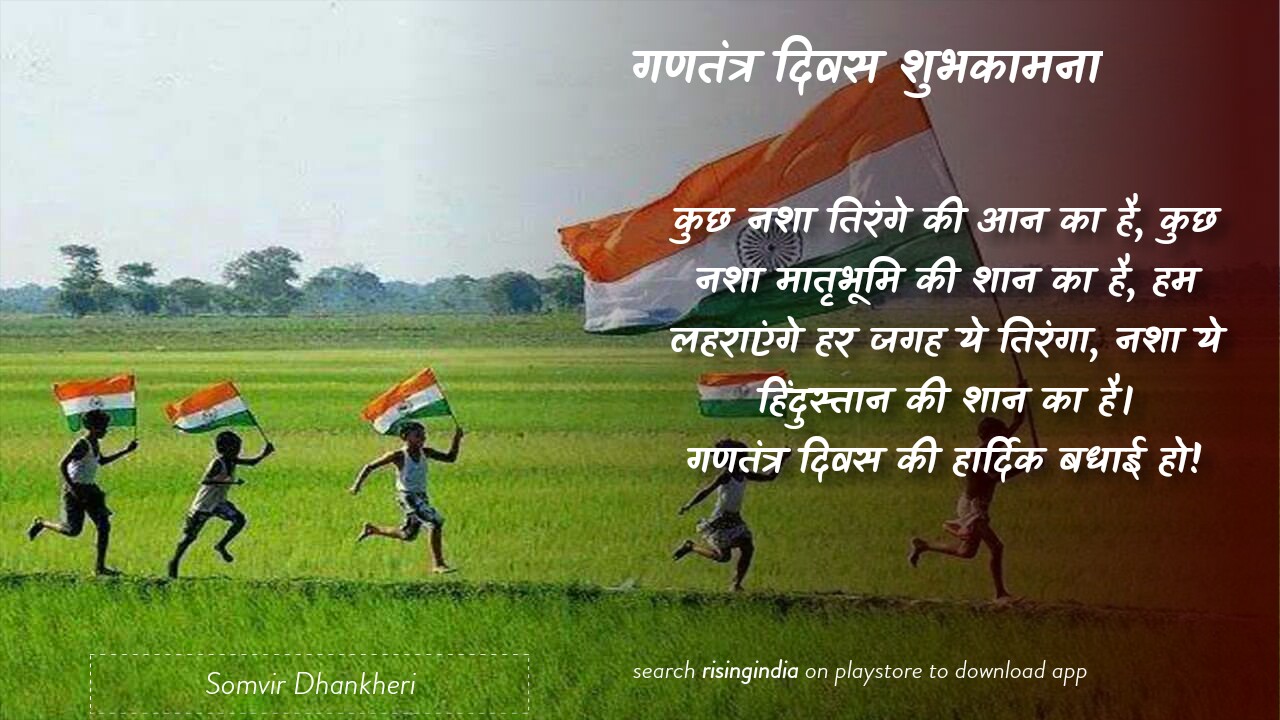 गणतंत्र दिवस शुभकामना
कुछ नशा तिरंगे की आन का है, कुछ
नशा मातृभूमि की शान का है, हम
लहराएंगे हर जगह ये तिरंगा, नशा ये
हिंदुस्तान की शान का है।
गणतंत्र दिवस की हार्दिक बधाई हो!
Somvir Dhankheri
search risingindia on playstore to download app